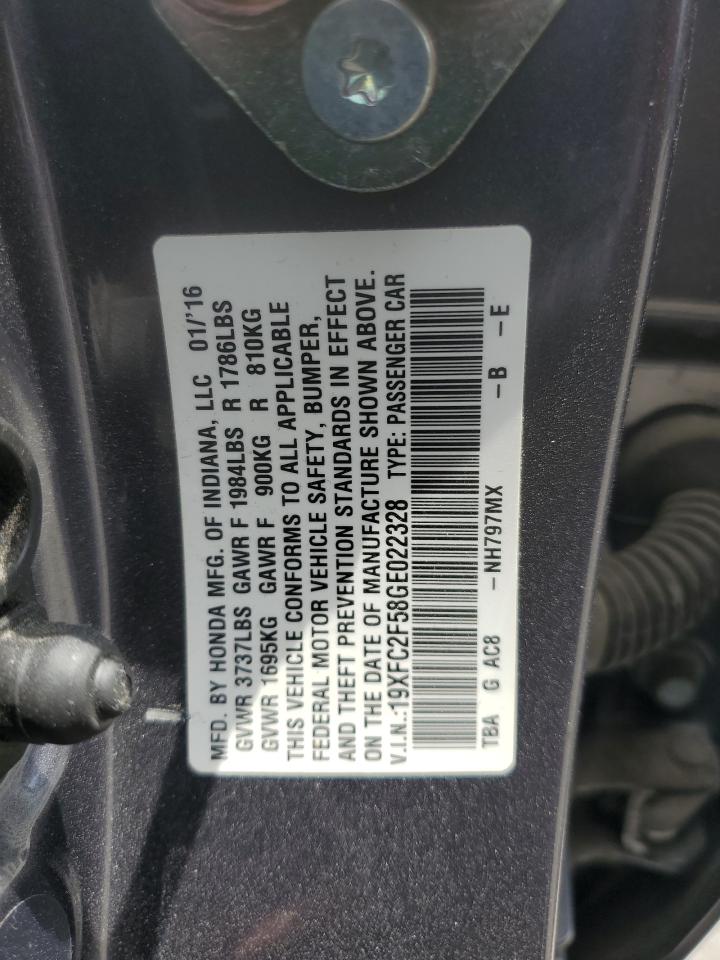 MFD. BY HONDA MFG. OF INDIANA, LLC 01/'16
GVWR 3737LBS GAWR F 1984LBS R 1786LBS
GVWR 1695KG GAWR F 900KG R 810KG
THIS VEHICLE CONFORMS TO ALL APPLICABLE
FEDERAL MOTOR VEHICLE SAFETY, BUMPER,
AND THEFT PREVENTION STANDARDS IN EFFECT
ON THE DATE OF MANUFACTURE SHOWN ABOVE.
V.I.N.:19XFC2F58GE022328 TYPE: PASSENGER CAR
TBA G AC8 -NH797MX -B -E